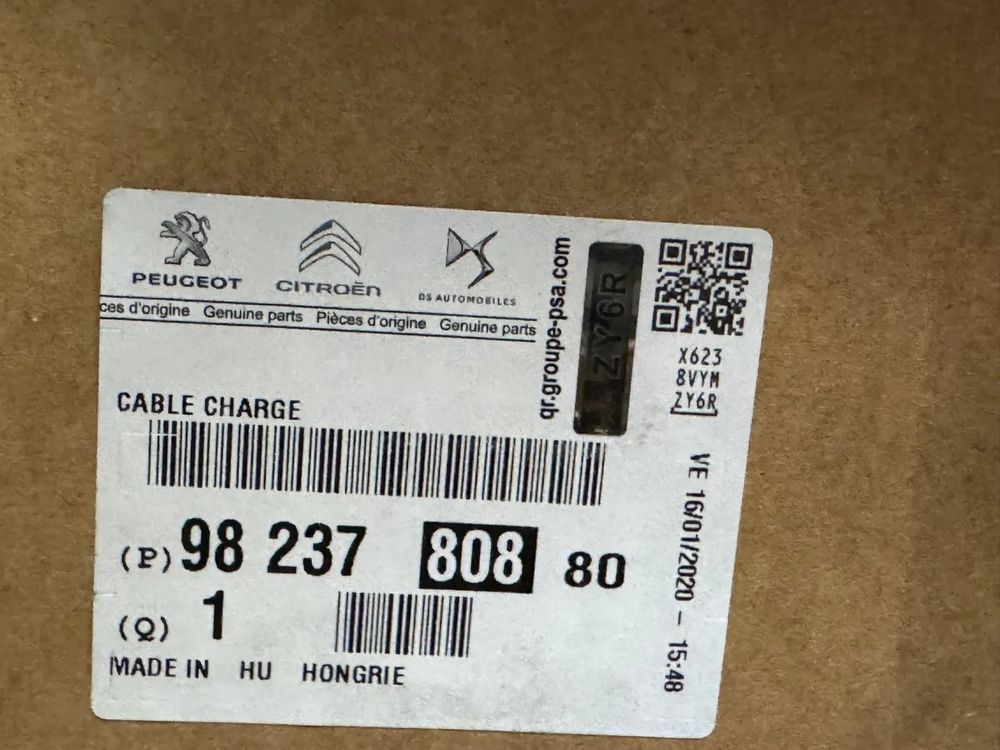 PEUGEOT
CITROËN
DS AUTOMOBILES
ces d'origine Genuine parts Pièces d'origine Genuine parts
qr.groupe-psa.com
ZY6R
X623
8VYM
ZY6R
CABLE CHARGE
(P) 98 237 808 80
(Q) 1
MADE IN HU HONGRIE
VE 16/01/2020 - 15:48